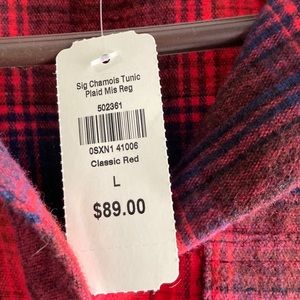 Sig Chamois Tunic
Plaid Mis Reg
502361
0SXN1 41006
Classic Red
L
$89.00